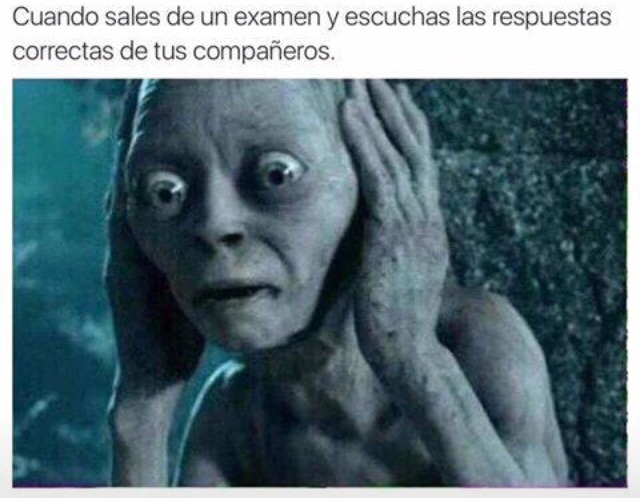 Cuando sales de un examen y escuchas las respuestas
correctas de tus compañeros.